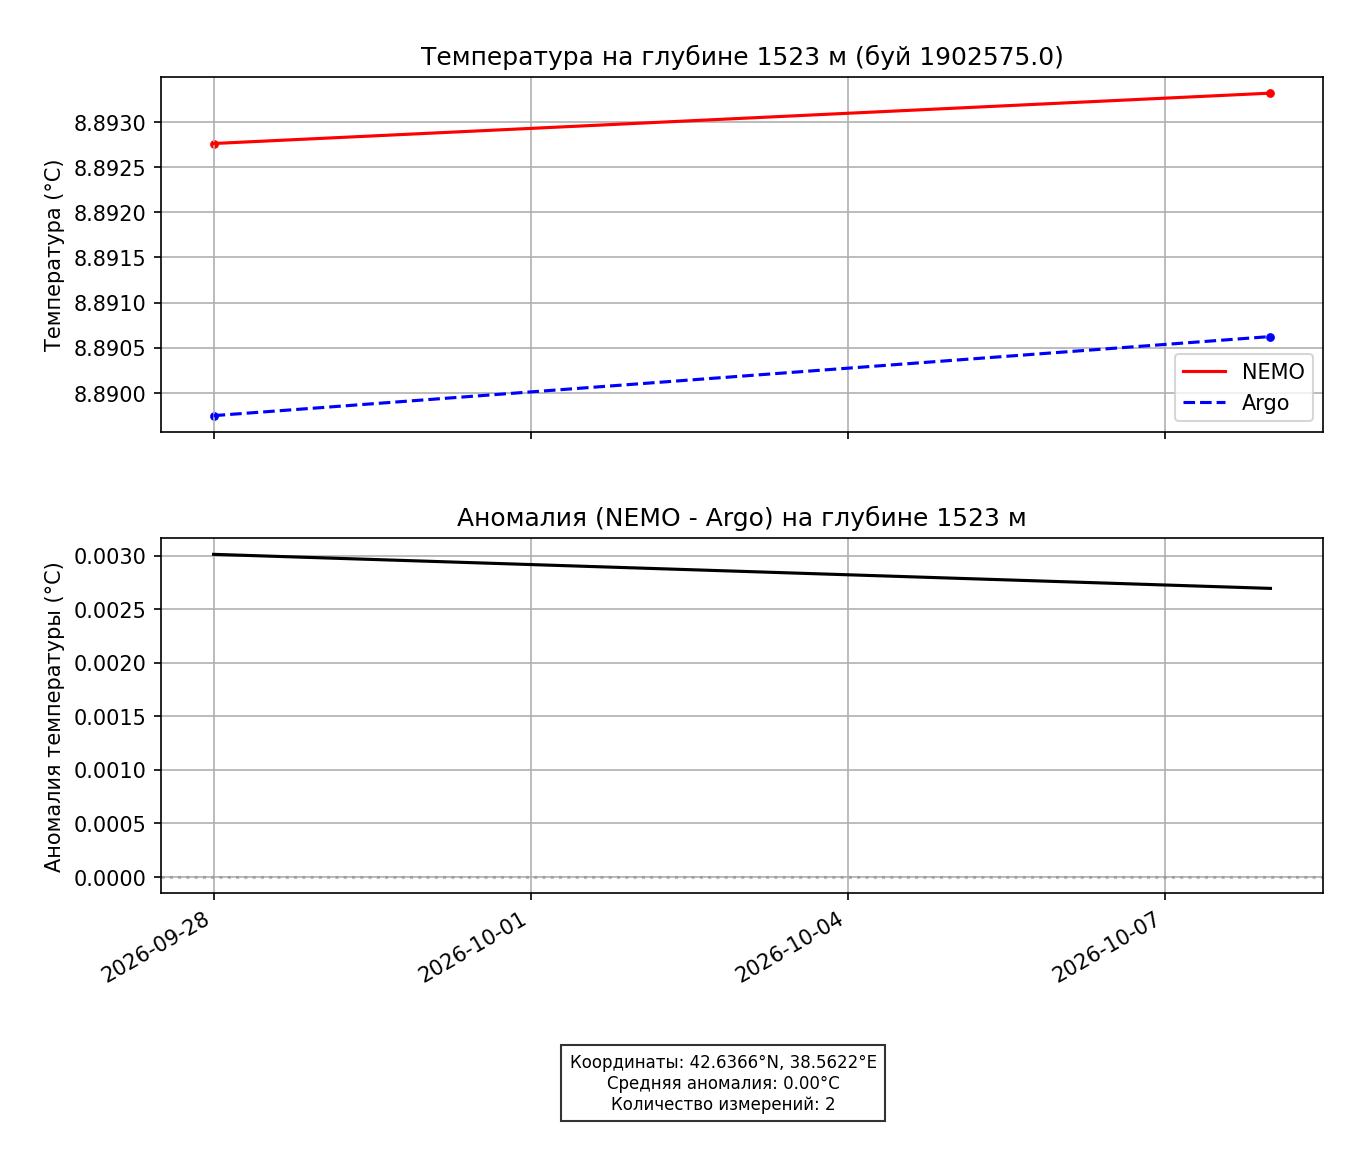 Температура на глубине 1523 м (буй 1902575.0)
Температура (°C)
8.8930
8.8925
8.8920
8.8915
8.8910
8.8905
8.8900
NEMO
Argo
Аномалия (NEMO - Argo) на глубине 1523 м
Аномалия температуры (°C)
0.0030
0.0025
0.0020
0.0015
0.0010
0.0005
0.0000
2026-09-28
2026-10-01
2026-10-04
2026-10-07
Координаты: 42.6366°N, 38.5622°E
Средняя аномалия: 0.00°C
Количество измерений: 2